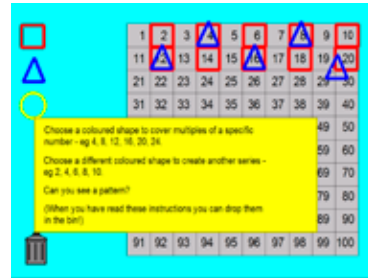 1 2 3 4 5 6 7 8 9 10
11 12 13 14 15 16 17 18 19 20
21 22 23 24 25 26 27 28 29 30
31 32 33 34 35 36 37 38 39 40
49 50
59 60
69 70
79 80
89 90
91 92 93 94 95 96 97 98 99 100
Choose a coloured shape to cover multiples of a specific
number - eg 4, 8, 12, 16, 20, 24.
Choose a different coloured shape to create another series -
eg 2, 4, 6, 8, 10.
Can you see a pattern?
(When you have read these instructions you can drop them
in the bin!)